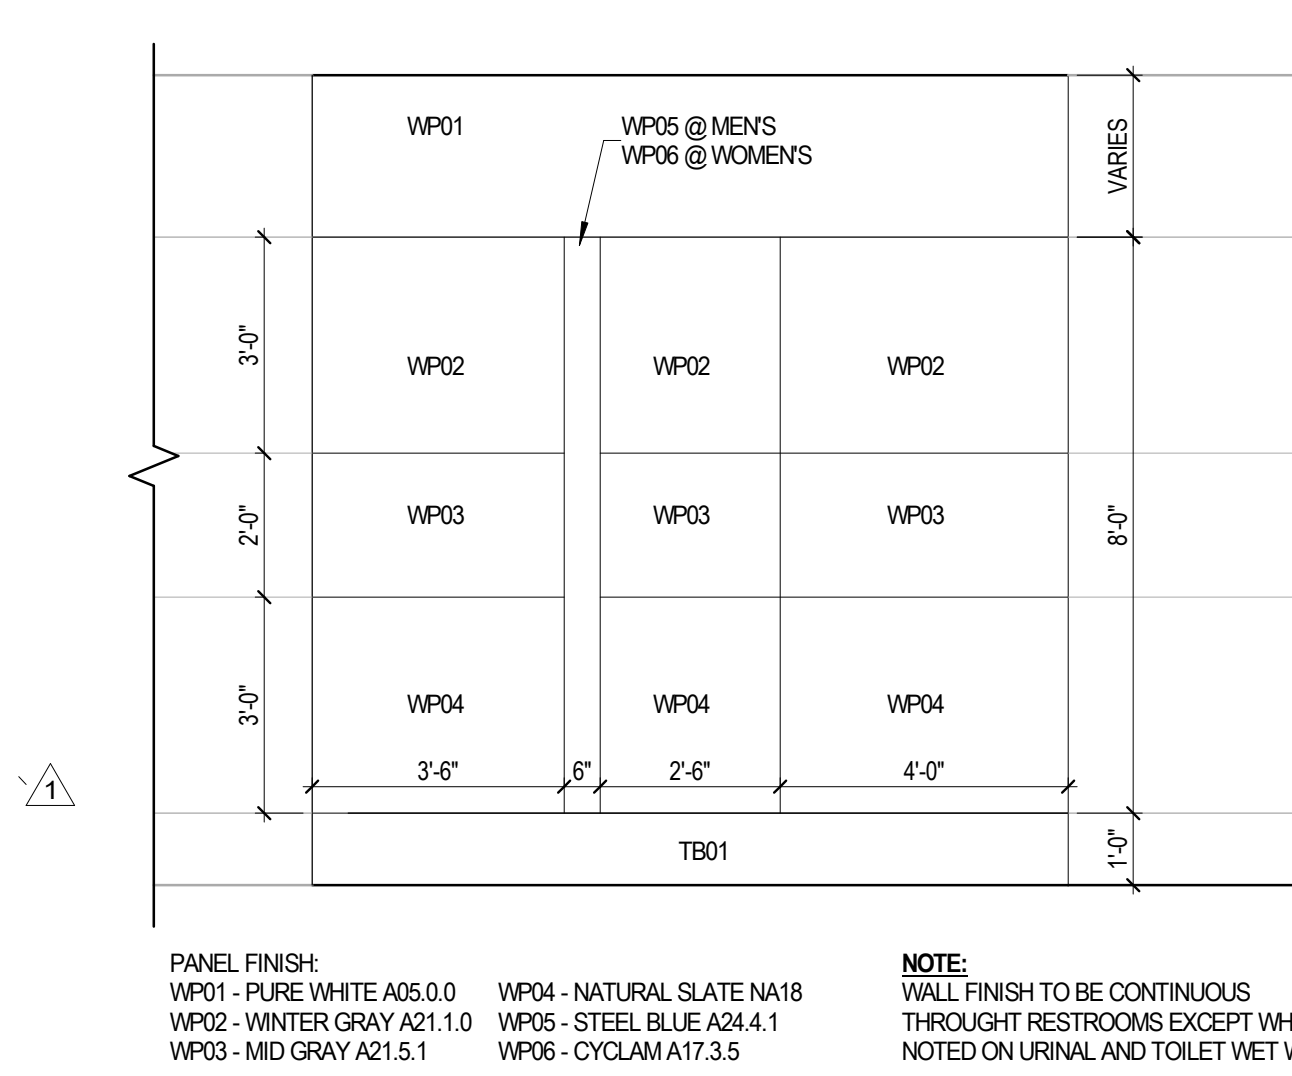 WP01
WP05 @ MEN'S
WP06 @ WOMEN'S
VARIES
3'-0"
WP02 WP02 WP02
2'-0"
WP03 WP03 WP03
8'-0"
3'-0"
WP04 WP04 WP04
3'-6" 6" 2'-6" 4'-0"
1
TB01
1'-0"
PANEL FINISH:
WP01 - PURE WHITE A05.0.0
WP02 - WINTER GRAY A21.1.0
WP03 - MID GRAY A21.5.1
WP04 - NATURAL SLATE NA18
WP05 - STEEL BLUE A24.4.1
WP06 - CYCLAM A17.3.5
NOTE:
WALL FINISH TO BE CONTINUOUS
THROUGHT RESTROOMS EXCEPT
NOTED ON URINAL AND TOILET WET